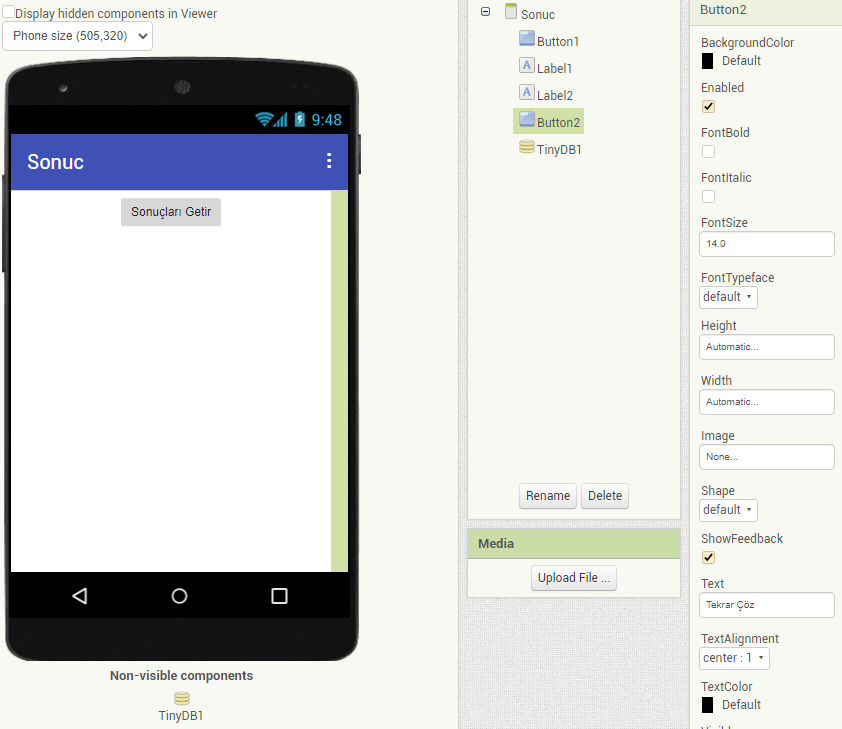 Display hidden components in Viewer
Phone size (505,320)
9:48
Sonuc
Sonuçları Getir
Non-visible components
TinyDB1
Sonuc
Button1
A Label1
A Label2
Button2
TinyDB1
Rename Delete
Media
Upload File ...
Button2
BackgroundColor
Default
Enabled
FontBold
FontItalic
FontSize
14.0
FontTypeface
default
Height
Automatic...
Width
Automatic...
Image
None...
Shape
default
ShowFeedback
Text
Tekrar Çöz
TextAlignment
center : 1
TextColor
Default